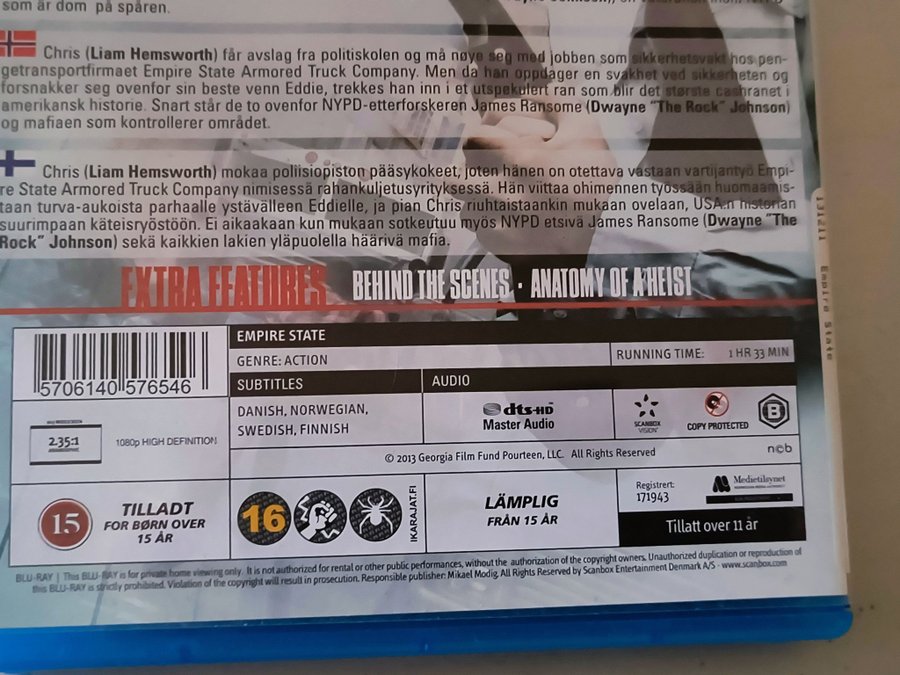 som är dom på spåren.
Chris (Liam Hemsworth) får avslag fra politiskolen og må nøye seg med jobben som sikkerhetsvakt hos pen-
getransportfirmaet Empire State Armored Truck Company. Men da han oppdager en svakhet ved sikkerheten og
forsnakker seg ovenfor sin beste venn Eddie, trekkes han inn i et utspekulert ran som blir det største cashranet i
amerikansk historie. Snart står de to ovenfor NYPD-etterforskeren James Ransome (Dwayne "The Rock" Johnson)
og mafiaen som kontrollerer området.
Chris (Liam Hemsworth) mokaa poliisiopiston pääsykokeet, joten hänen on otettava vastaan vartijantyö Empi-
re State Armored Truck Company nimisessä rahankuljetusyrityksessä. Hän viittaa ohimennen työssään huomaamis-
taan turva-aukoista parhaalle ystävälleen Eddielle, ja pian Chris riuhtaistaankin mukaan ovelaan, USA:n historian
suurimpaan käteisryöstöön. Ei aikaakaan kun mukaan sotkeutuu myös NYPD etsivä James Ransome (Dwayne "The
Rock" Johnson) sekä kaikkien lakien yläpuolella häärivä mafia.
EXTRA FEATURES BEHIND THE SCENES · ANATOMY OF A HEIST
EMPIRE STATE
GENRE: ACTION
RUNNING TIME: 1 HR 33 MIN
5706140 576546
SUBTITLES
AUDIO
DANISH, NORWEGIAN,
SWEDISH, FINNISH
dts-HD
Master Audio
SCANBOX
VISION
COPY PROTECTED
B
2.35:1
1080p HIGH DEFINITION
© 2013 Georgia Film Fund Pourteen, LLC. All Rights Reserved
ncb
15
TILLADT
FOR BØRN OVER
15 ÅR
16
IKARAJAT.FI
LÄMPLIG
FRÅN 15 ÅR
Registrert:
171943
Medietilsynet
Tillatt over 11 år
BLU-RAY | This BLU-RAY is for private home viewing only. It is not authorized for rental or other public performances, without the authorization of the copyright owners. Unauthorized duplication or reproduction of
this BLU-RAY is strictly prohibited. Violation of the copyright will result in prosecution. Responsible publisher: Mikael Modig. All Rights Reserved by Scanbox Entertainment Denmark A/S - www.scanbox.com
131211 Empire State